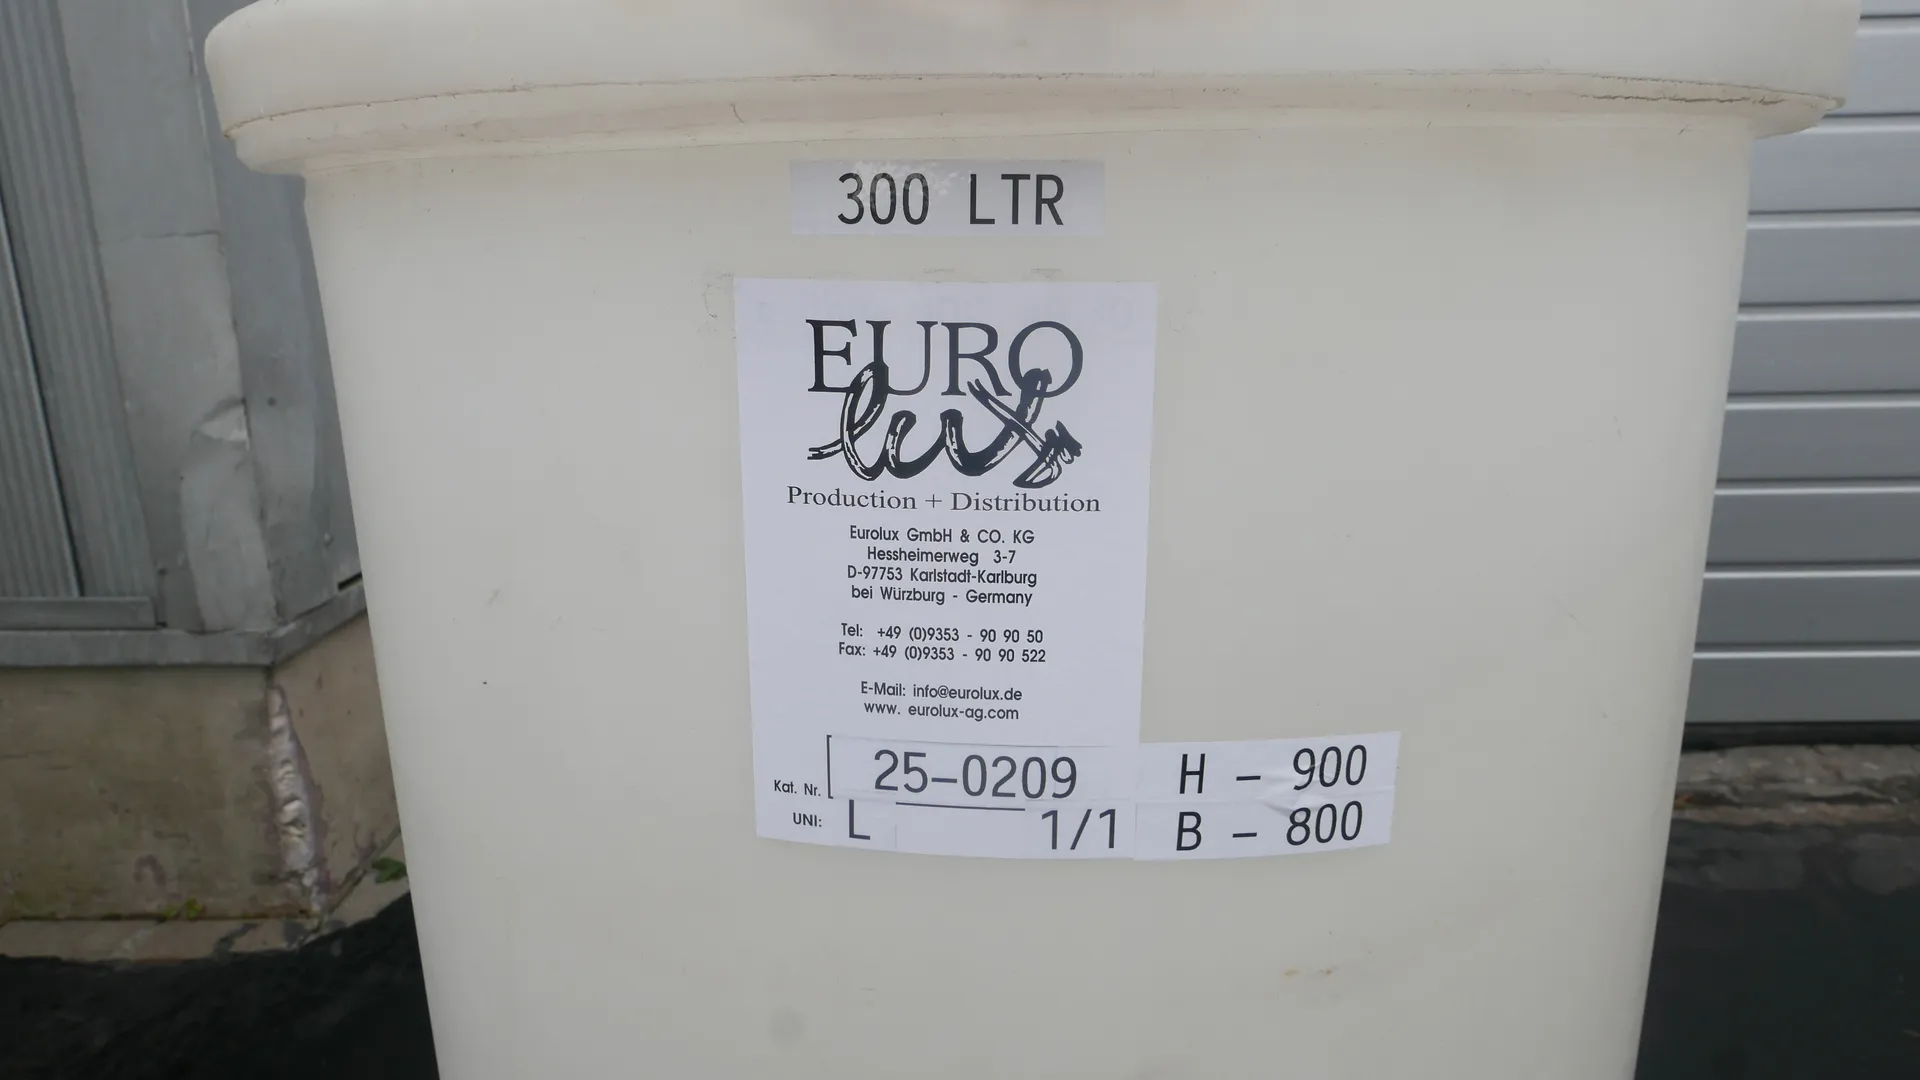 300 LTR
EURO
lux
Production + Distribution
Eurolux GmbH & CO. KG
Hessheimerweg 3-7
D-97753 Karlstadt-Karlburg
bei Würzburg - Germany
Tel: +49 (0)9353 - 90 90 50
Fax: +49 (0)9353 - 90 90 522
E-Mail: info@eurolux.de
www. eurolux-ag.com
Kat. Nr. 25-0209 H - 900
UNI: L 1/1 B - 800